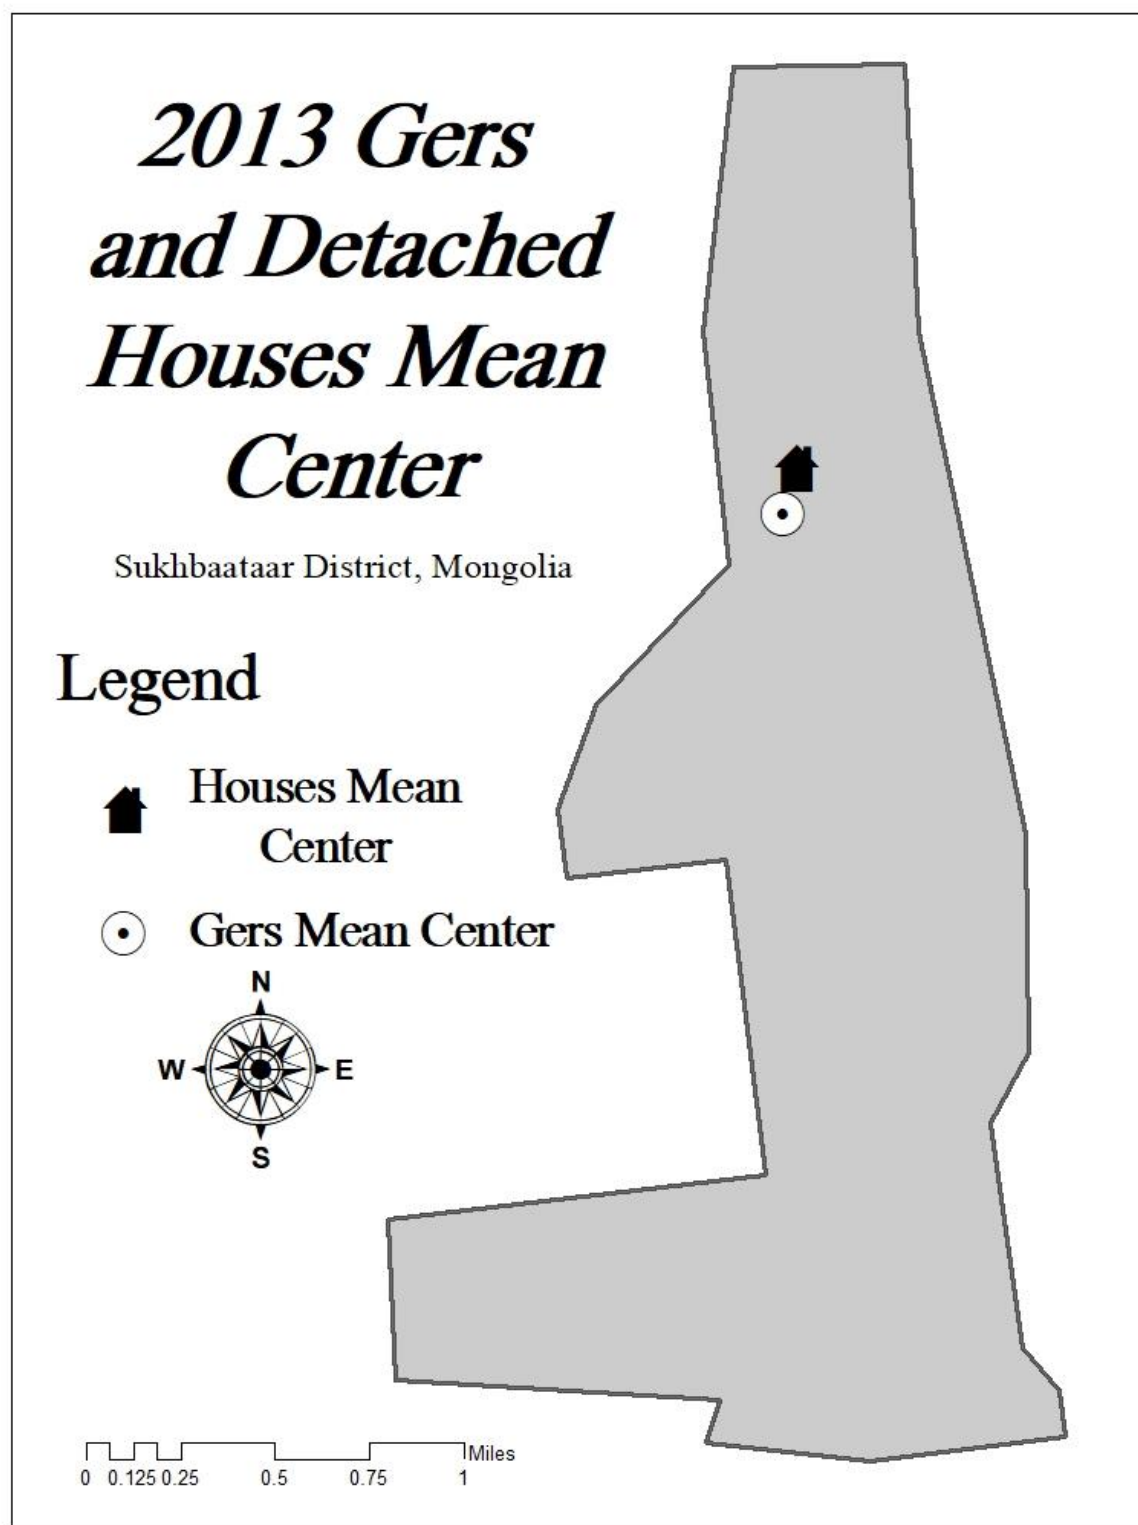 2013 Gers
and Detached
Houses Mean
Center
Sukhbaataar District, Mongolia
Legend
Houses Mean
Center
Gers Mean Center
N
W E
S
Miles
0 0.125 0.25 0.5 0.75 1